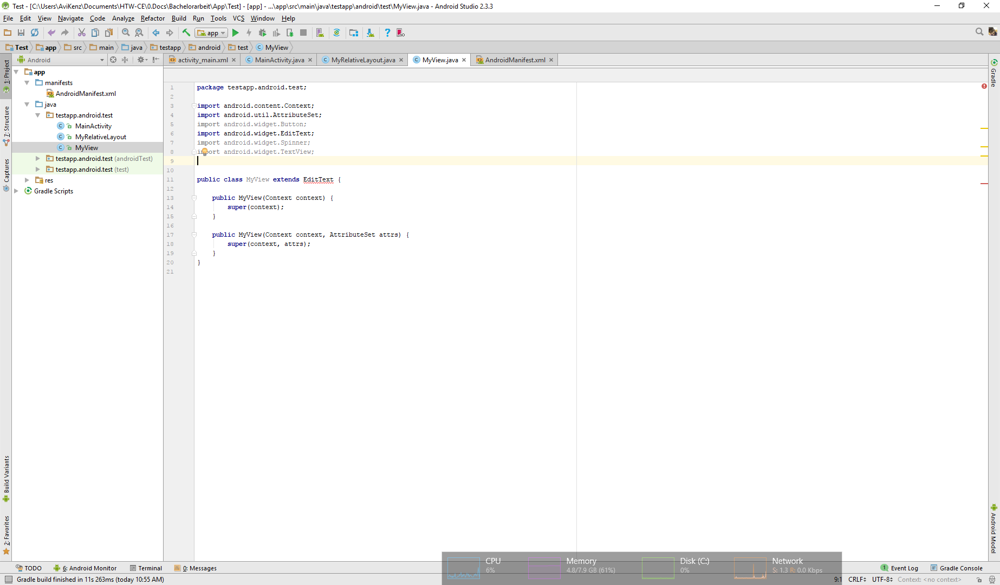 Test - [C:\Users\AviKenz\Documents\HTW-CE\0.Docs\Bachelorarbeit\App\Test] - [app] - ...\app\src\main\java\testapp\android\test\MyView.java - Android Studio 2.3.3
File Edit View Navigate Code Analyze Refactor Build Run Tools VCS Window Help
app
Test app src main java testapp android test MyView
Android
activity_main.xml MainActivity.java MyRelativeLayout.java MyView.java AndroidManifest.xml
1: Project
7: Structure
Captures
Build Variants
2: Favorites
app
manifests
AndroidManifest.xml
java
testapp.android.test
MainActivity
MyRelativeLayout
MyView
testapp.android.test (androidTest)
testapp.android.test (test)
res
Gradle Scripts
1 package testapp.android.test;
2
3 import android.content.Context;
4 import android.util.AttributeSet;
5 import android.widget.Button;
6 import android.widget.EditText;
7 import android.widget.Spinner;
8 import android.widget.TextView;
9
10
11 public class MyView extends EditText {
12
13 public MyView(Context context) {
14 super(context);
15 }
16
17 public MyView(Context context, AttributeSet attrs) {
18 super(context, attrs);
19 }
20 }
21
Gradle
Android Model
CPU
6%
Memory
4.8/7.9 GB (61%)
Disk (C:)
0%
Network
S: 1.3 R: 0.0 Kbps
TODO 6: Android Monitor Terminal 0: Messages 1 Event Log Gradle Console
Gradle build finished in 11s 263ms (today 10:55 AM) 9:1 CRLF UTF-8 Context: <no context>